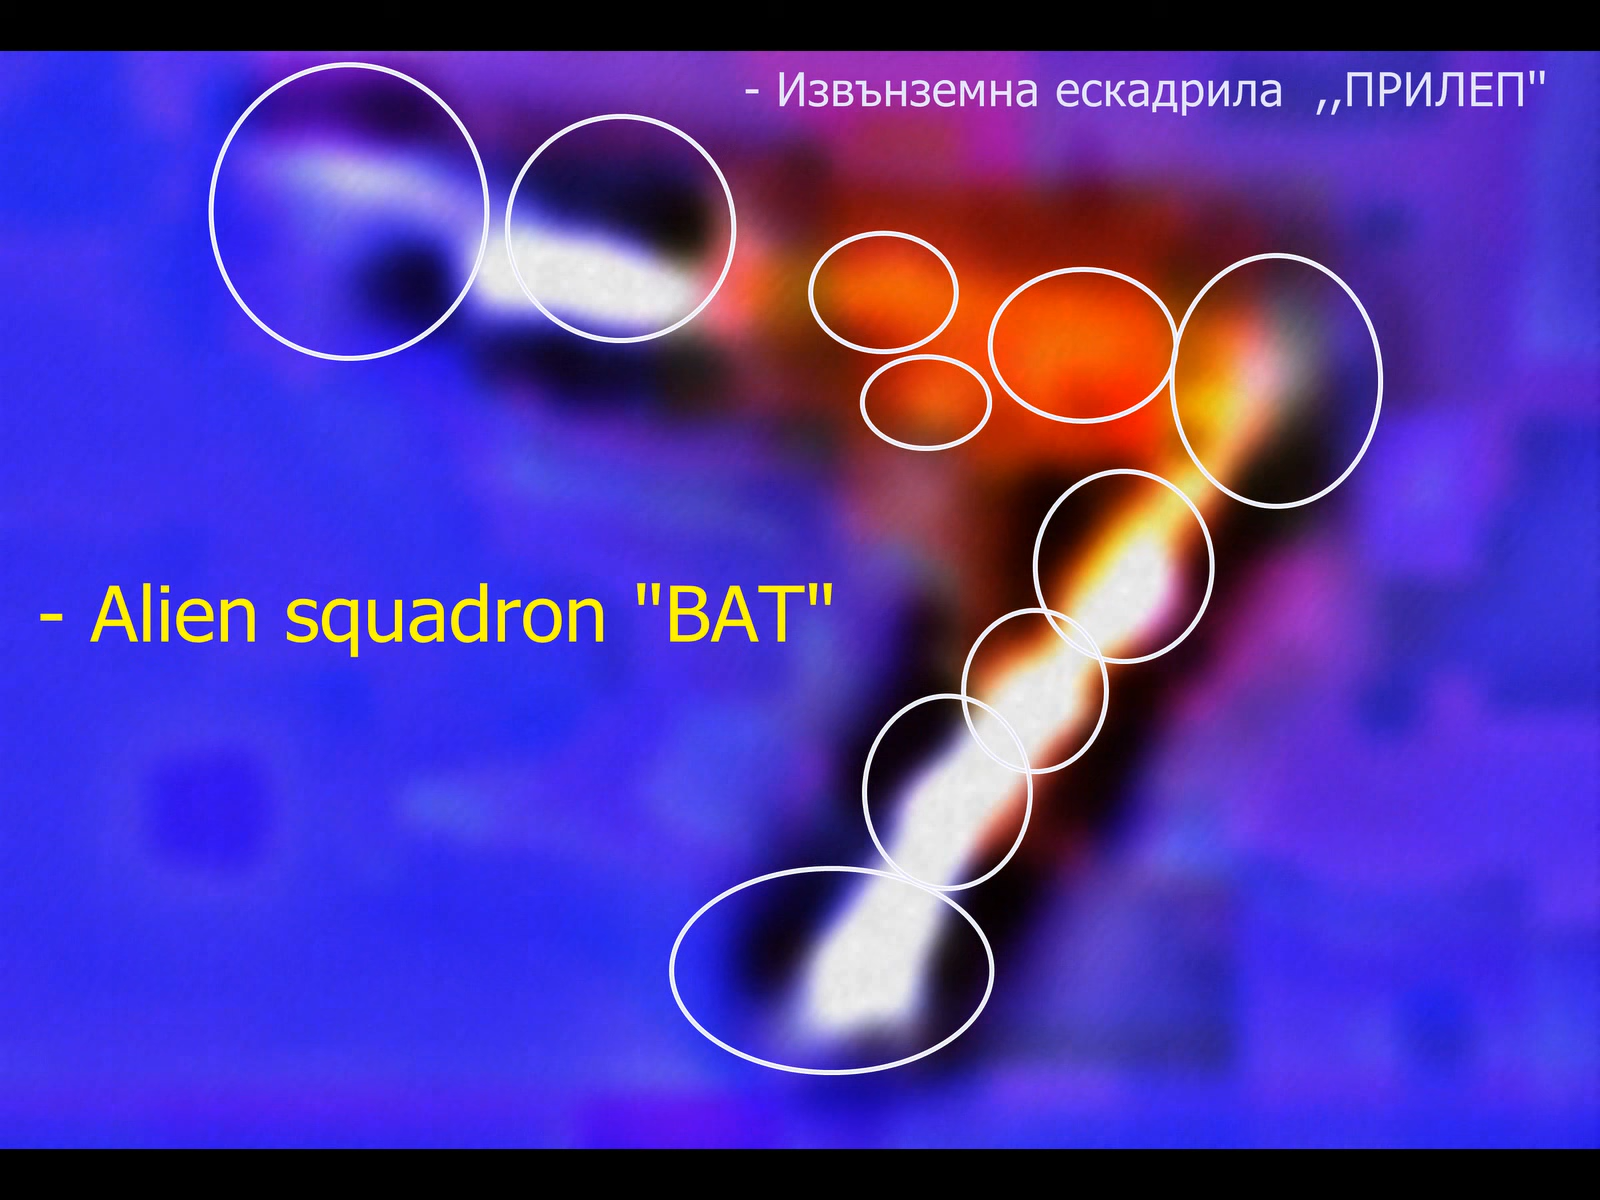 - Извънземна ескадрила ,,ПРИЛЕП"
- Alien squadron "BAT"